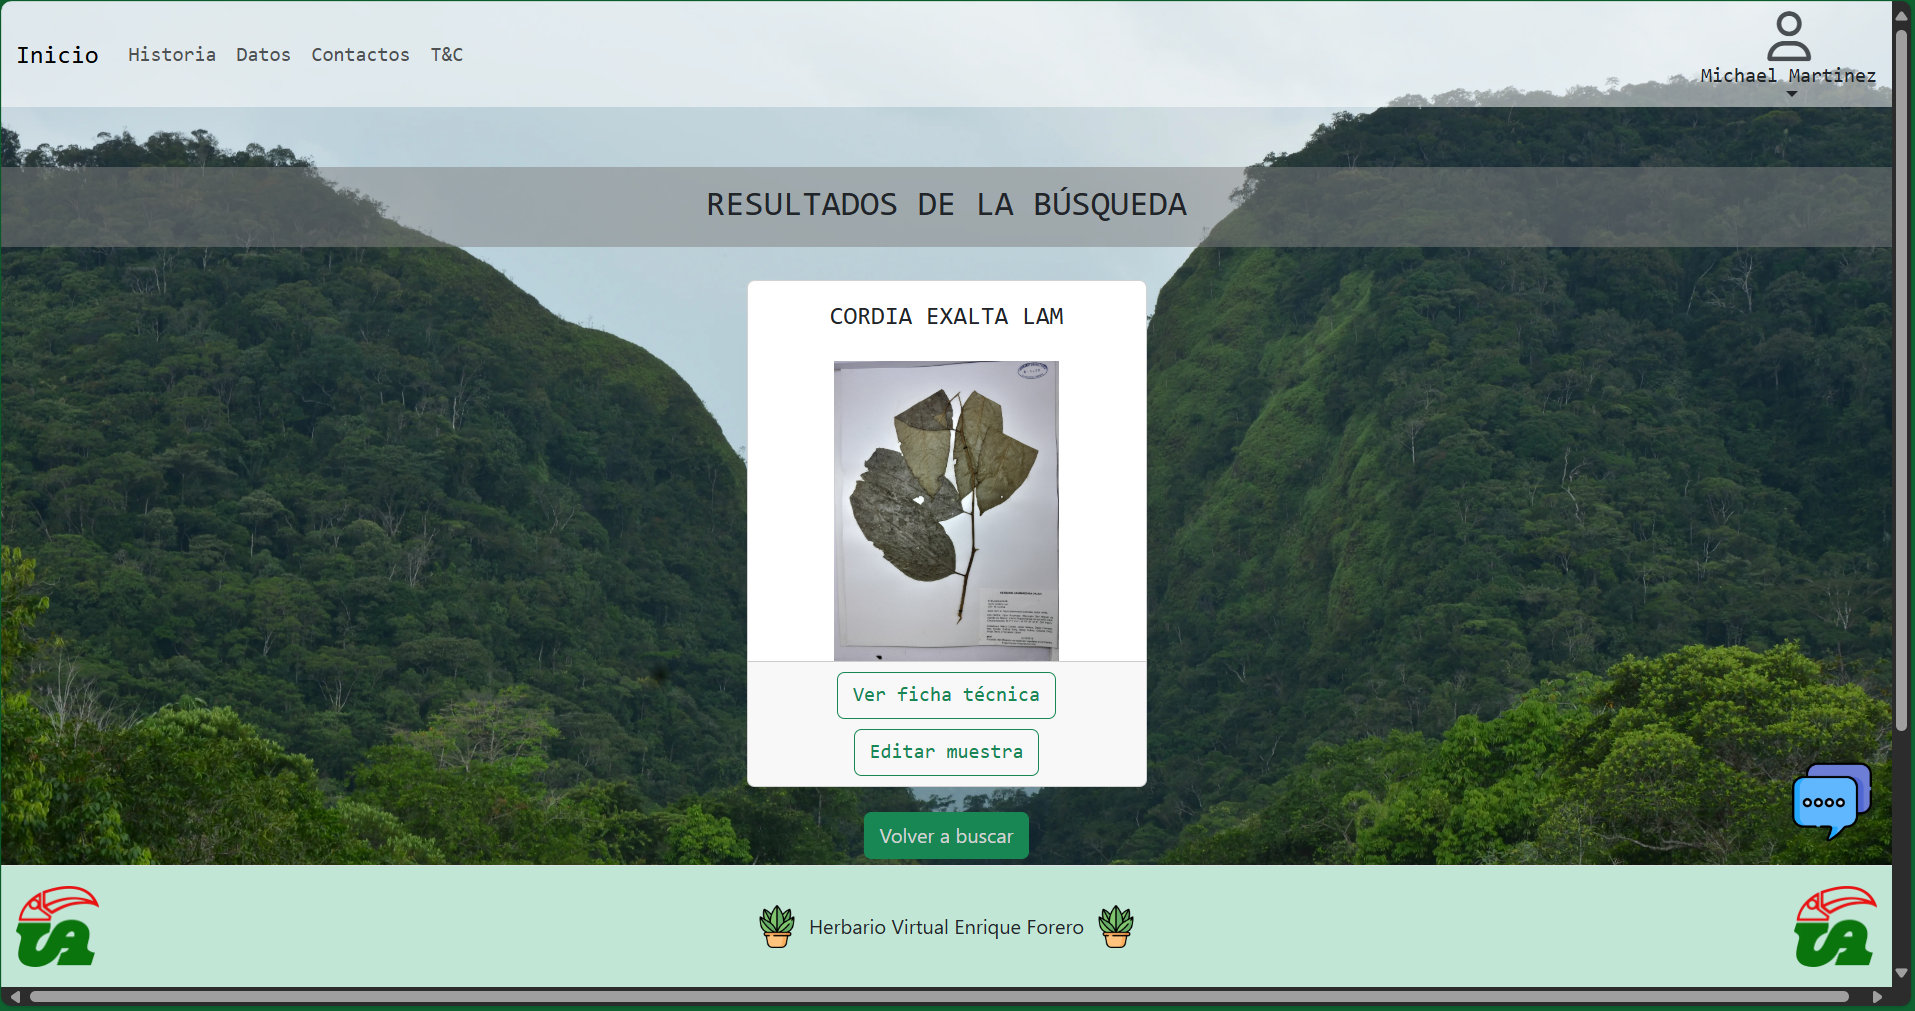 Inicio Historia Datos Contactos T&C
Michael Martinez
RESULTADOS DE LA BÚSQUEDA
CORDIA EXALTA LAM
Ver ficha técnica
Editar muestra
Volver a buscar
Herbario Virtual Enrique Forero